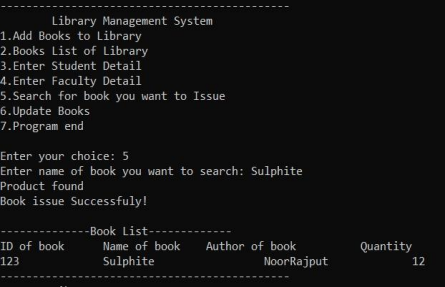 --------------------------------------------
Library Management System
1.Add Books to Library
2.Books List of Library
3.Enter Student Detail
4.Enter Faculty Detail
5.Search for book you want to Issue
6.Update Books
7.Program end
Enter your choice: 5
Enter name of book you want to search: Sulphite
Product found
Book issue Successfuly!
--------------Book List-------------
ID of book Name of book Author of book Quantity
123 Sulphite NoorRajput 12
--------------------------------------------